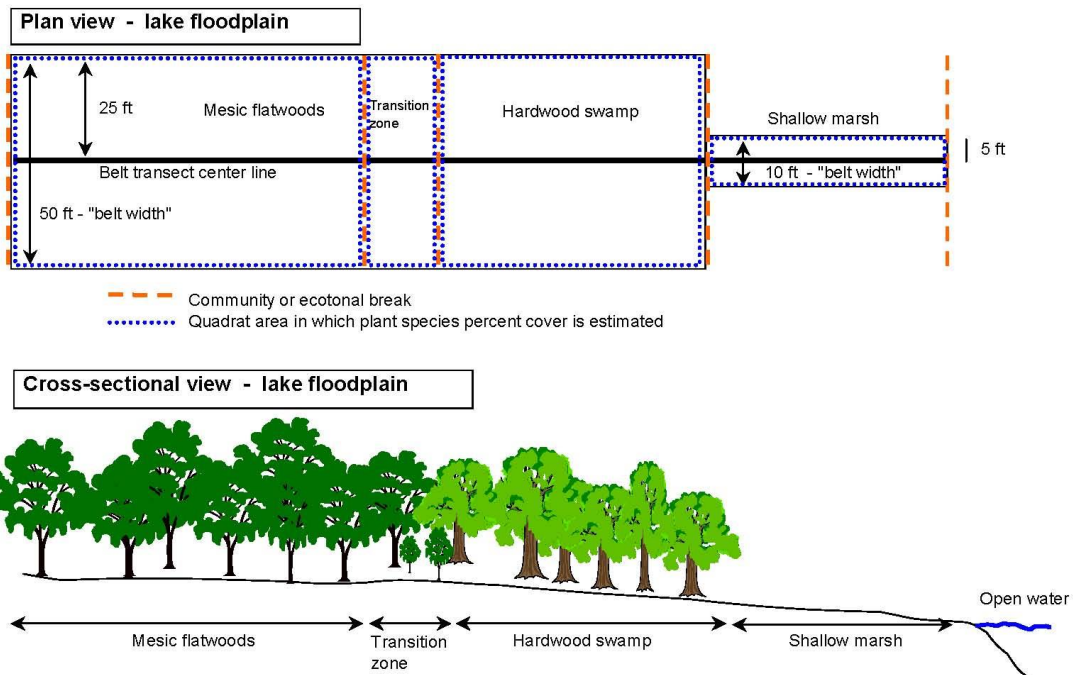 Plan view - lake floodplain
25 ft
Mesic flatwoods
Transition
zone
Hardwood swamp
Shallow marsh
5 ft
Belt transect center line
10 ft - "belt width"
50 ft - "belt width"
Community or ecotonal break
Quadrat area in which plant species percent cover is estimated
Cross-sectional view - lake floodplain
Open water
Mesic flatwoods
Transition
zone
Hardwood swamp
Shallow marsh